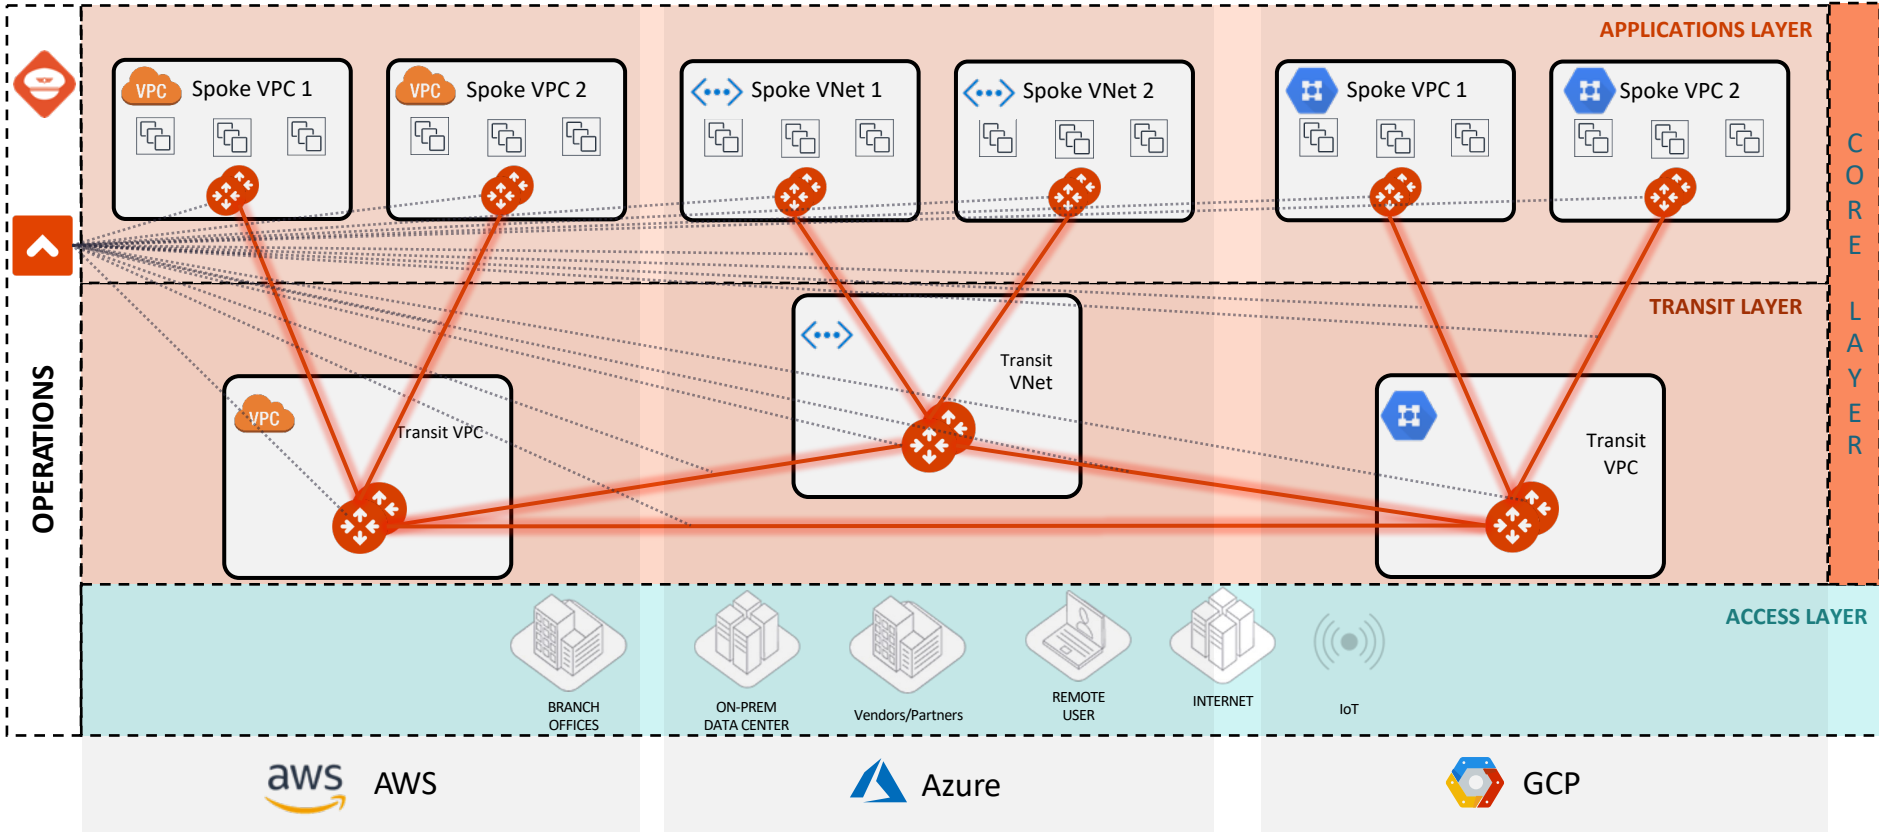 APPLICATIONS LAYER
VPC
Spoke VPC 1
VPC
Spoke VPC 2
Spoke VNet 1
Spoke VNet 2
Spoke VPC 1
Spoke VPC 2
CORE LAYER
OPERATIONS
TRANSIT LAYER
VPC
Transit VPC
Transit
VNet
Transit
VPC
ACCESS LAYER
BRANCH
OFFICES
ON-PREM
DATA CENTER
Vendors/Partners
REMOTE
USER
INTERNET
IoT
aws
AWS
Azure
GCP